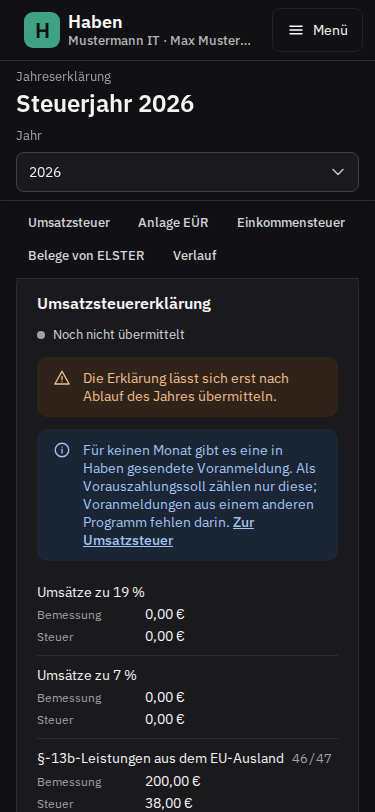 H
Haben
Mustermann IT · Max Muster...
Menü
Jahreserklärung
Steuerjahr 2026
Jahr
2026
Umsatzsteuer
Anlage EÜR
Einkommensteuer
Belege von ELSTER
Verlauf
Umsatzsteuererklärung
Noch nicht übermittelt
Die Erklärung lässt sich erst nach
Ablauf des Jahres übermitteln.
Für keinen Monat gibt es eine in
Haben gesendete Voranmeldung. Als
Vorauszahlungssoll zählen nur diese;
Voranmeldungen aus einem anderen
Programm fehlen darin. Zur
Umsatzsteuer
Umsätze zu 19 %
Bemessung 0,00 €
Steuer 0,00 €
Umsätze zu 7 %
Bemessung 0,00 €
Steuer 0,00 €
§-13b-Leistungen aus dem EU-Ausland 46/47
Bemessung 200,00 €
Steuer 38,00 €